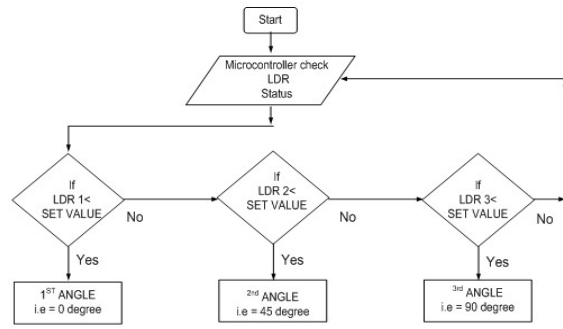 Start
Microcontroller check
LDR
Status
If
LDR 1<
SET VALUE
No
If
LDR 2<
SET VALUE
No
If
LDR 3<
SET VALUE
No
Yes
Yes
Yes
1ST ANGLE
i.e = 0 degree
2nd ANGLE
i.e = 45 degree
3rd ANGLE
i.e = 90 degree